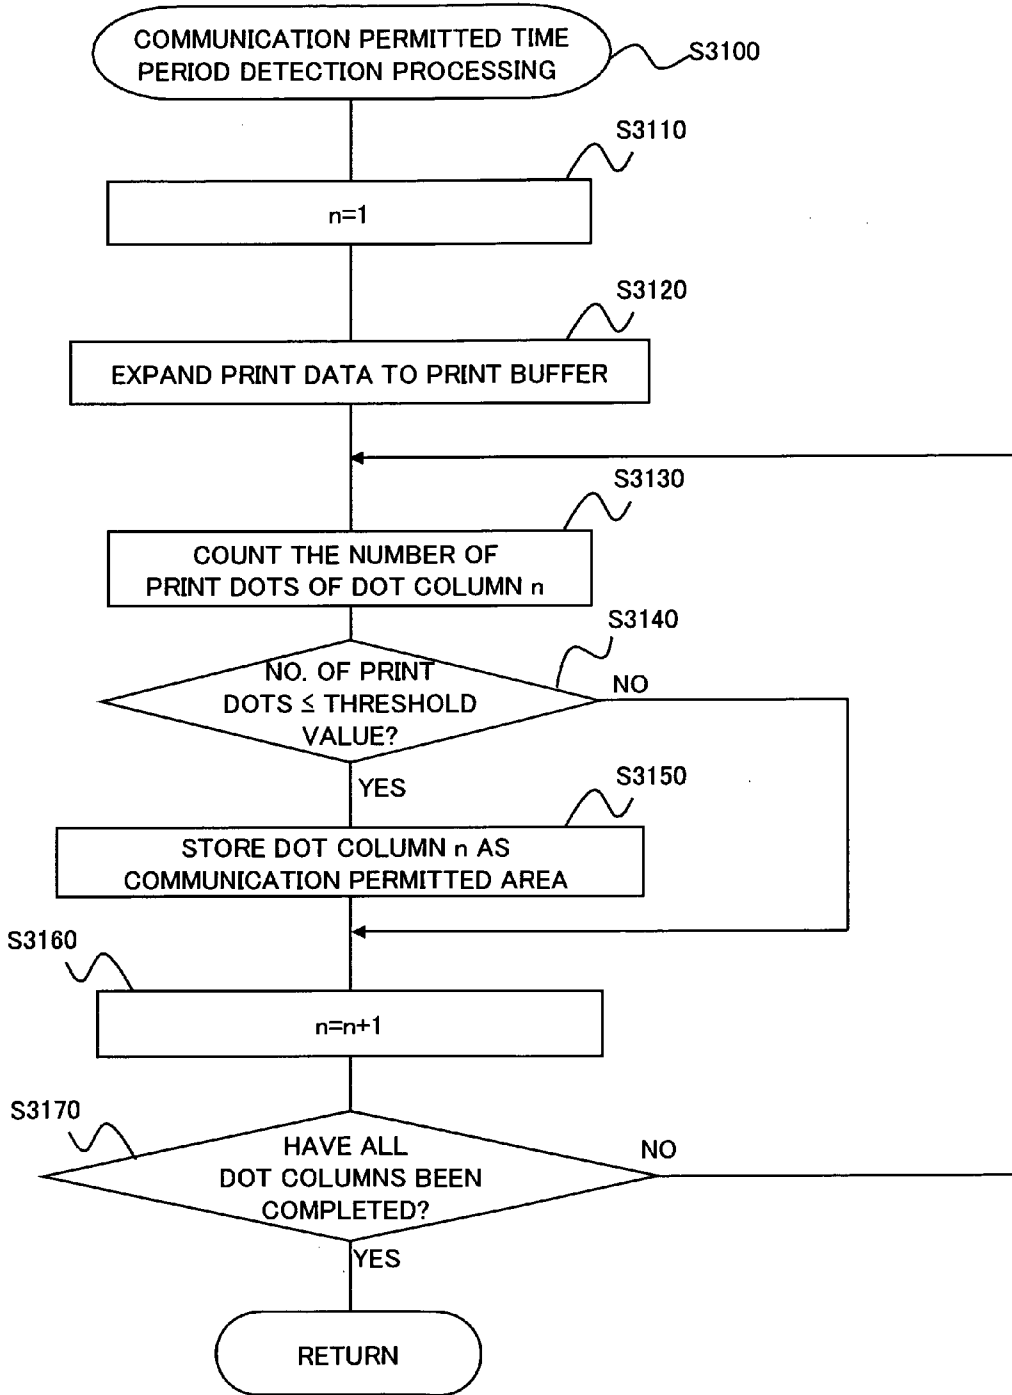 COMMUNICATION PERMITTED TIME
PERIOD DETECTION PROCESSING
S3100
S3110
n=1
S3120
EXPAND PRINT DATA TO PRINT BUFFER
S3130
COUNT THE NUMBER OF
PRINT DOTS OF DOT COLUMN n
S3140
NO. OF PRINT
DOTS ≤ THRESHOLD
VALUE?
NO
YES
S3150
STORE DOT COLUMN n AS
COMMUNICATION PERMITTED AREA
S3160
n=n+1
S3170
HAVE ALL
DOT COLUMNS BEEN
COMPLETED?
NO
YES
RETURN